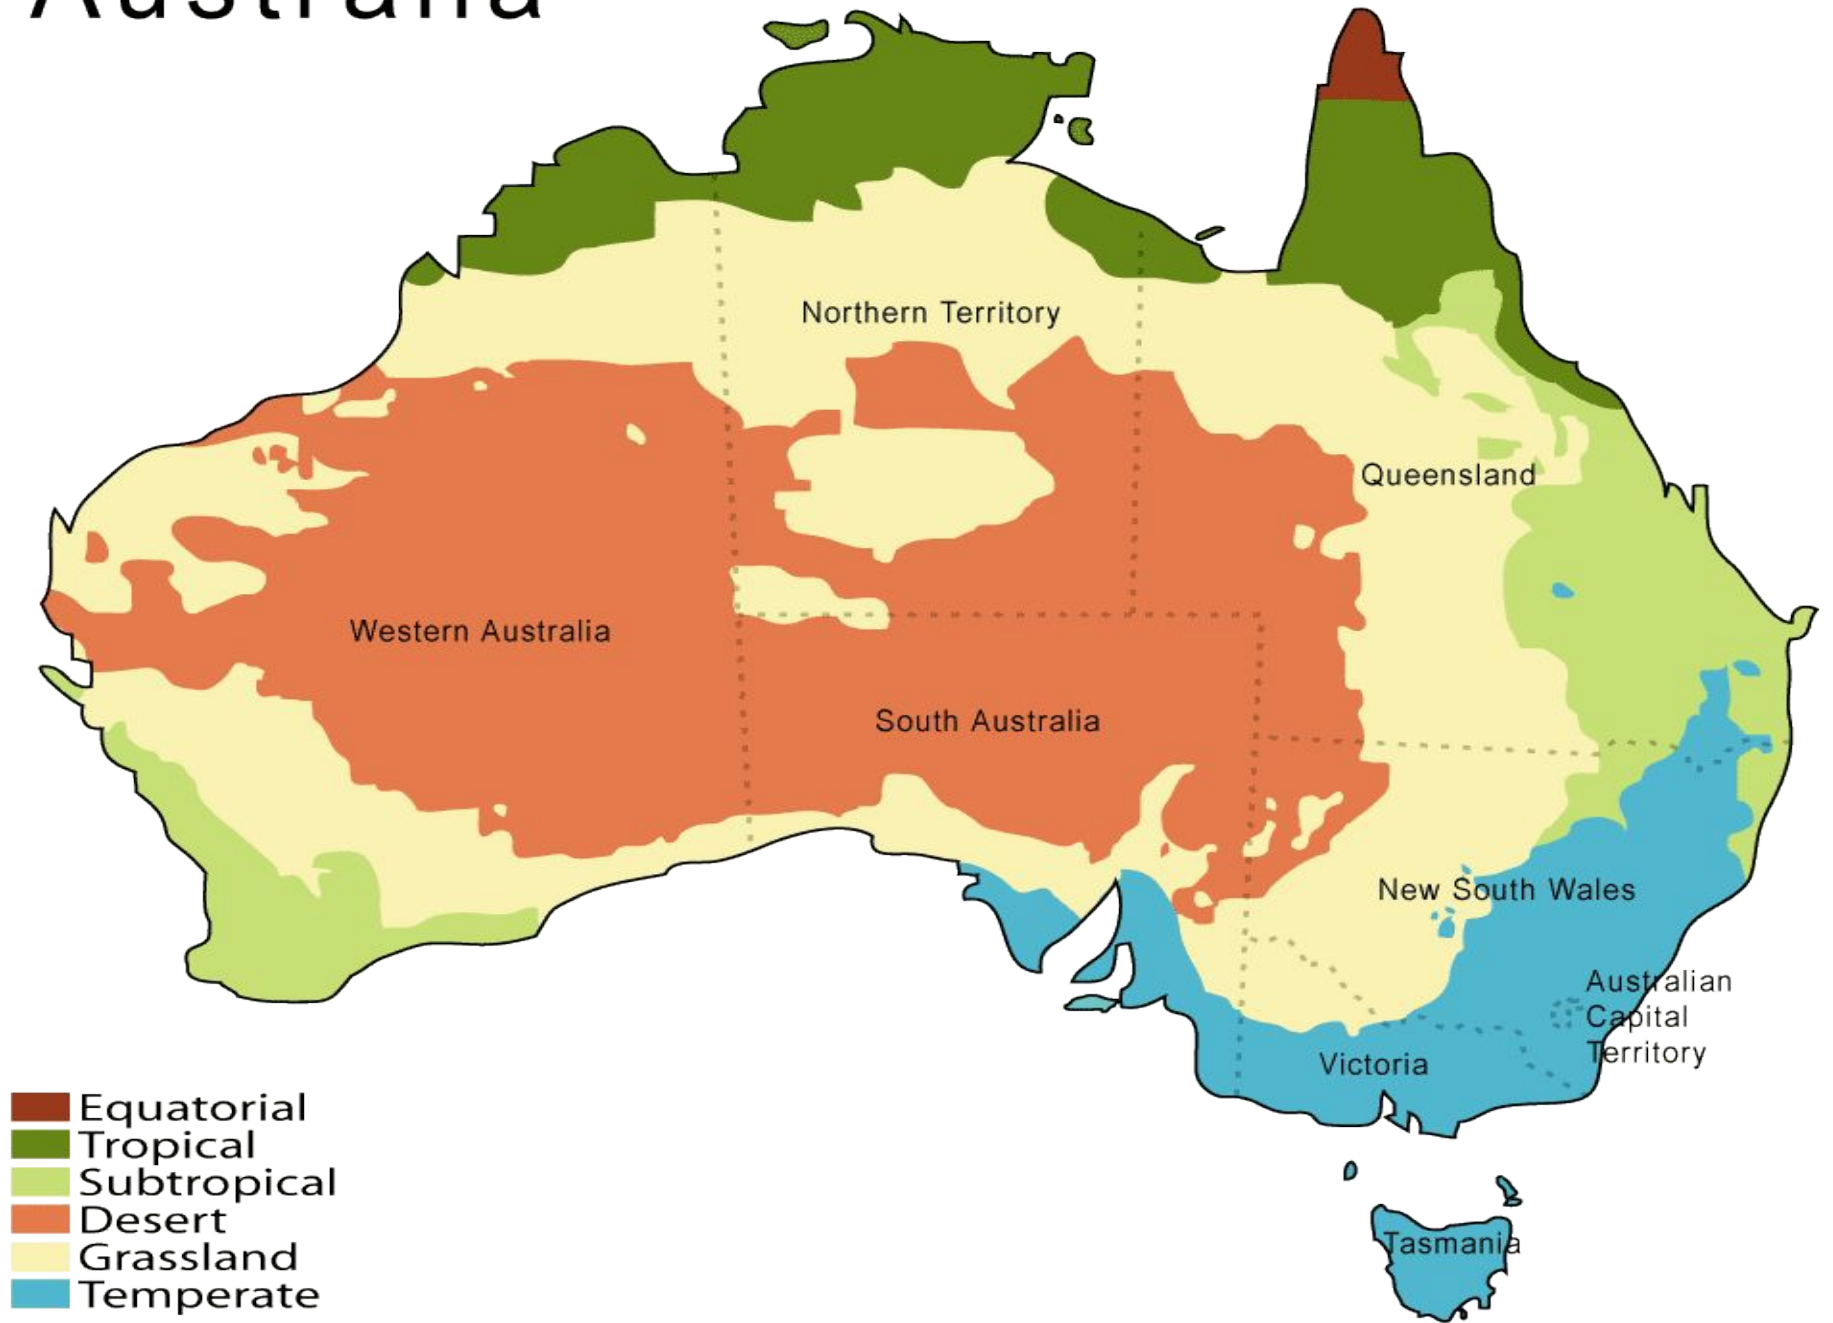 Australia
Northern Territory
Queensland
Western Australia
South Australia
New South Wales
Australian
Capital
Territory
Victoria
Tasmania
Equatorial
Tropical
Subtropical
Desert
Grassland
Temperate